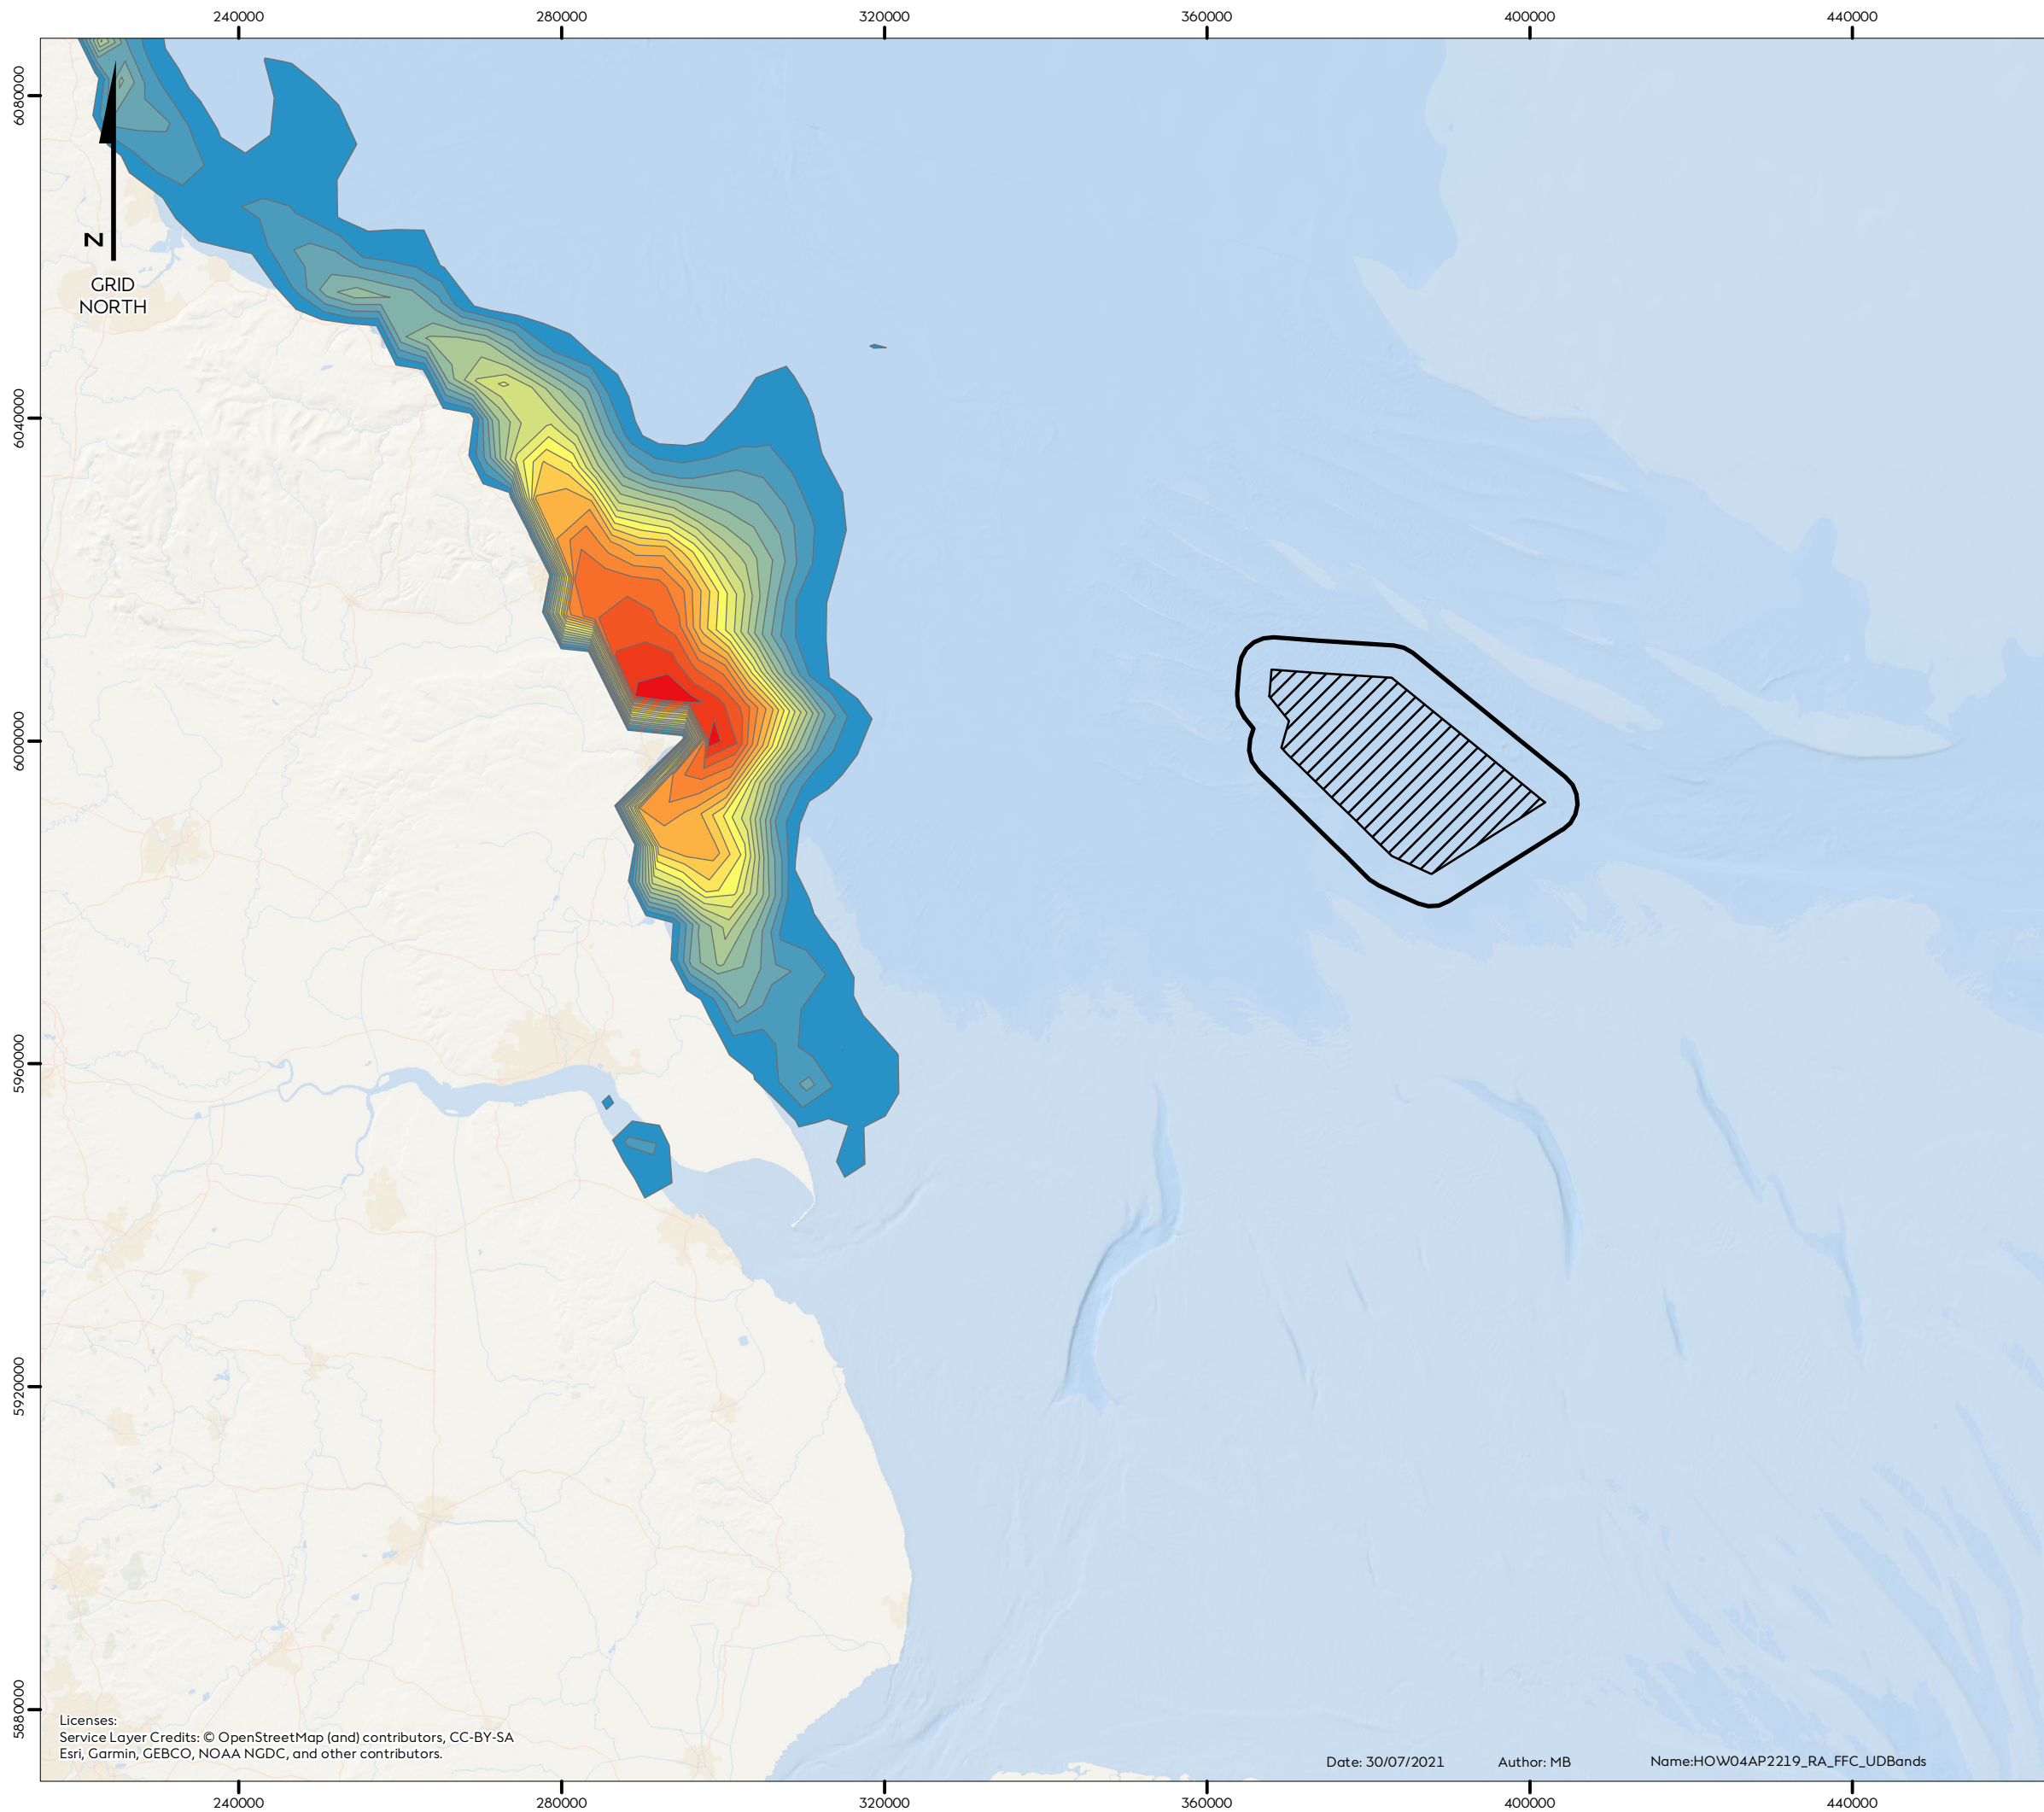 240000 280000 320000 360000 400000 440000
6080000
6040000
6000000
5960000
5920000
5880000
N
GRID
NORTH
Licenses:
Service Layer Credits: © OpenStreetMap (and) contributors, CC-BY-SA
Esri, Garmin, GEBCO, NOAA NGDC, and other contributors.
Date: 30/07/2021 Author: MB Name:HOW04AP2219_RA_FFC_UDBands
240000 280000 320000 360000 400000 440000